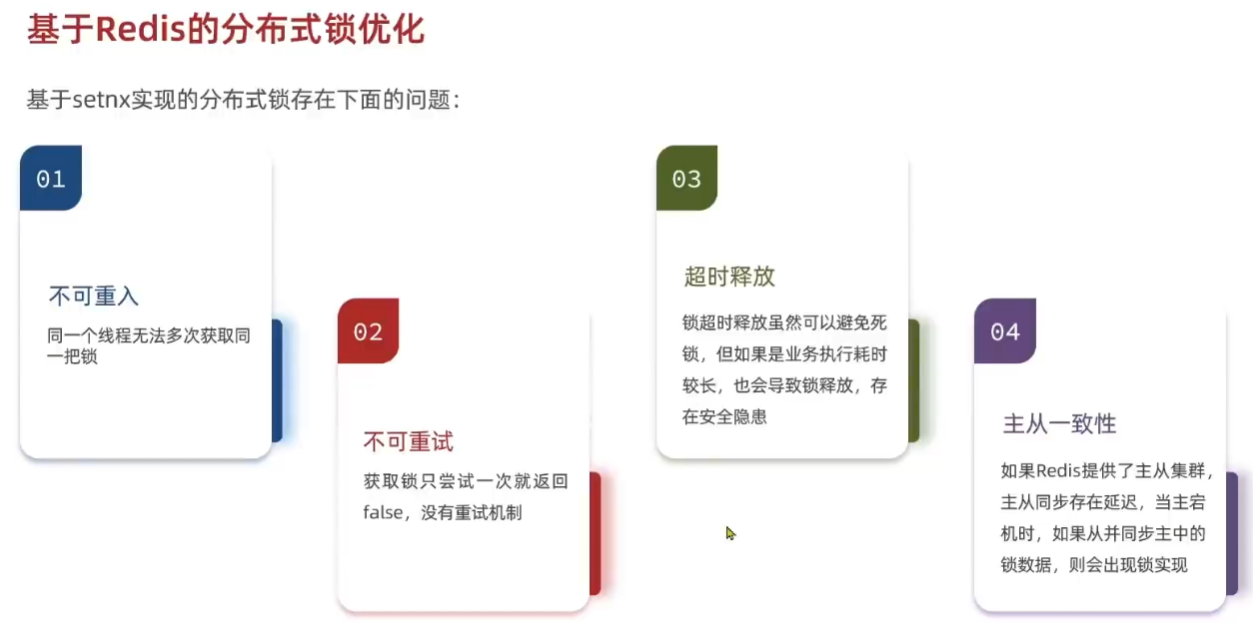 基于Redis的分布式锁优化
基于setnx实现的分布式锁存在下面的问题：
01
不可重入
同一个线程无法多次获取同
一把锁
02
不可重试
获取锁只尝试一次就返回
false，没有重试机制
03
超时释放
锁超时释放虽然可以避免死
锁，但如果是业务执行耗时
较长，也会导致锁释放，存
在安全隐患
04
主从一致性
如果Redis提供了主从集群，
主从同步存在延迟，当主宕
机时，如果从并同步主中的
锁数据，则会出现锁实现